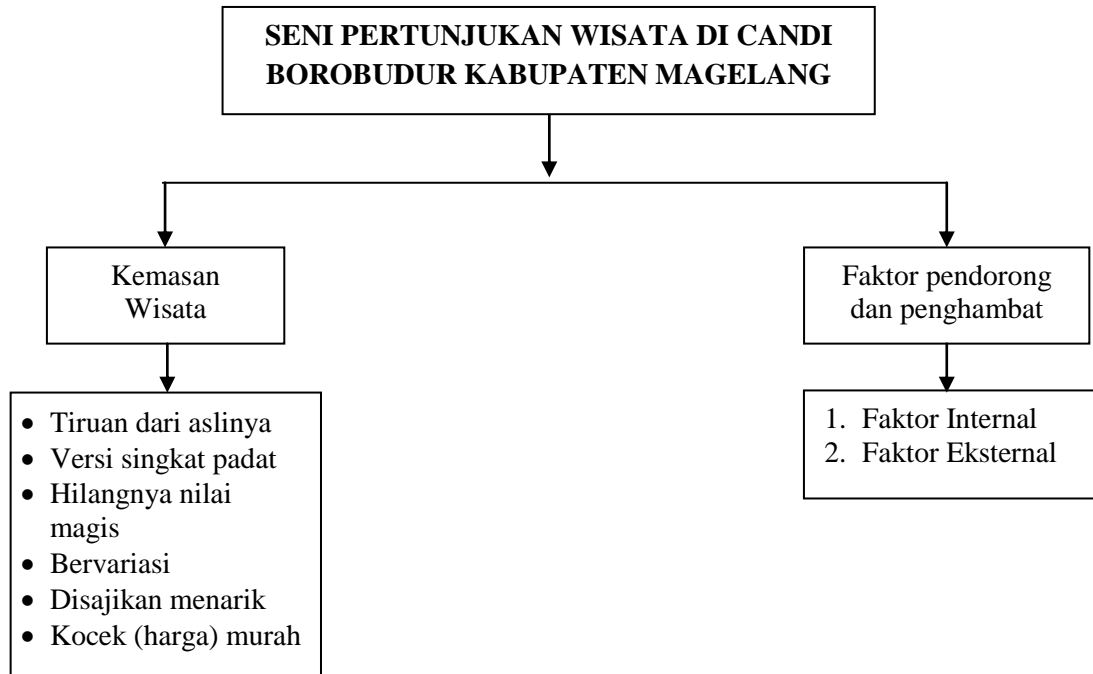 SENI PERTUNJUKAN WISATA DI CANDI
BOROBUDUR KABUPATEN MAGELANG
Kemasan
Wisata
Faktor pendorong
dan penghambat
• Tiruan dari aslinya
• Versi singkat padat
• Hilangnya nilai
magis
• Bervariasi
• Disajikan menarik
• Kocek (harga) murah
1. Faktor Internal
2. Faktor Eksternal